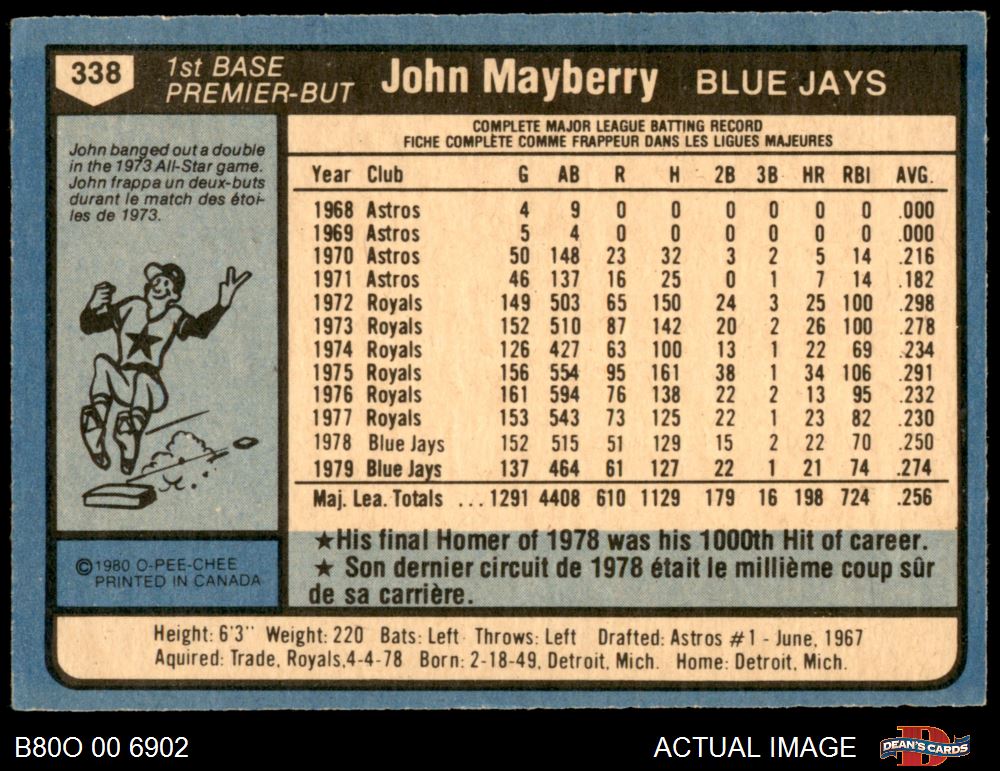 338
1st BASE
PREMIER-BUT
John Mayberry BLUE JAYS
John banged out a double
in the 1973 All-Star game.
John frappa un deux-buts
durant le match des étoi-
les de 1973.
©1980 O-PEE-CHEE
PRINTED IN CANADA
COMPLETE MAJOR LEAGUE BATTING RECORD
FICHE COMPLÈTE COMME FRAPPEUR DANS LES LIGUES MAJEURES
Year Club G AB R H 2B 3B HR RBI AVG.
1968 Astros 4 9 0 0 0 0 0 0 .000
1969 Astros 5 4 0 0 0 0 0 0 .000
1970 Astros 50 148 23 32 3 2 5 14 .216
1971 Astros 46 137 16 25 0 1 7 14 .182
1972 Royals 149 503 65 150 24 3 25 100 .298
1973 Royals 152 510 87 142 20 2 26 100 .278
1974 Royals 126 427 63 100 13 1 22 69 .234
1975 Royals 156 554 95 161 38 1 34 106 .291
1976 Royals 161 594 76 138 22 2 13 95 .232
1977 Royals 153 543 73 125 22 1 23 82 .230
1978 Blue Jays 152 515 51 129 15 2 22 70 .250
1979 Blue Jays 137 464 61 127 22 1 21 74 .274
Maj. Lea. Totals ... 1291 4408 610 1129 179 16 198 724 .256
★His final Homer of 1978 was his 1000th Hit of career.
★ Son dernier circuit de 1978 était le millième coup sûr
de sa carrière.
Height: 6'3" Weight: 220 Bats: Left Throws: Left Drafted: Astros #1 - June, 1967
Aquired: Trade, Royals,4-4-78 Born: 2-18-49, Detroit, Mich. Home: Detroit, Mich.
B80O 00 6902
ACTUAL IMAGE
DEAN'S CARDS